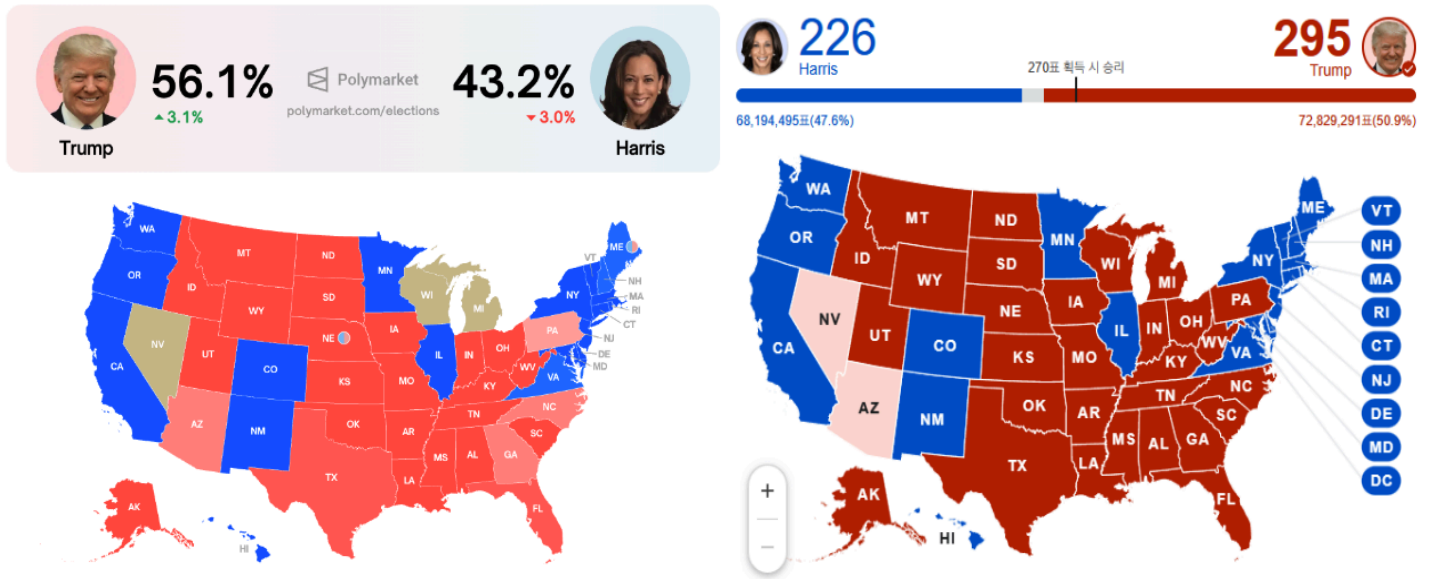 56.1%
3.1%
Trump
Polymarket
polymarket.com/elections
43.2%
3.0%
Harris
WA
OR
CA
NV
ID
MT
WY
UT
AZ
CO
NM
ND
SD
NE
KS
OK
TX
MN
IA
MO
AR
LA
WI
IL
MI
IN
OH
KY
TN
MS
AL
GA
FL
SC
NC
VA
WV
PA
NY
VT
ME
NH
MA
RI
CT
NJ
DE
MD
AK
HI
226
Harris
270표 획득 시 승리
295
Trump
68,194,495표(47.6%)
72,829,291표(50.9%)
WA
OR
CA
NV
ID
MT
WY
UT
AZ
CO
NM
ND
SD
NE
KS
OK
TX
MN
IA
MO
AR
LA
WI
IL
MI
IN
OH
KY
TN
MS
AL
GA
FL
SC
NC
VA
WV
PA
NY
ME
VT
NH
MA
RI
CT
NJ
DE
MD
DC
AK
HI
+
−